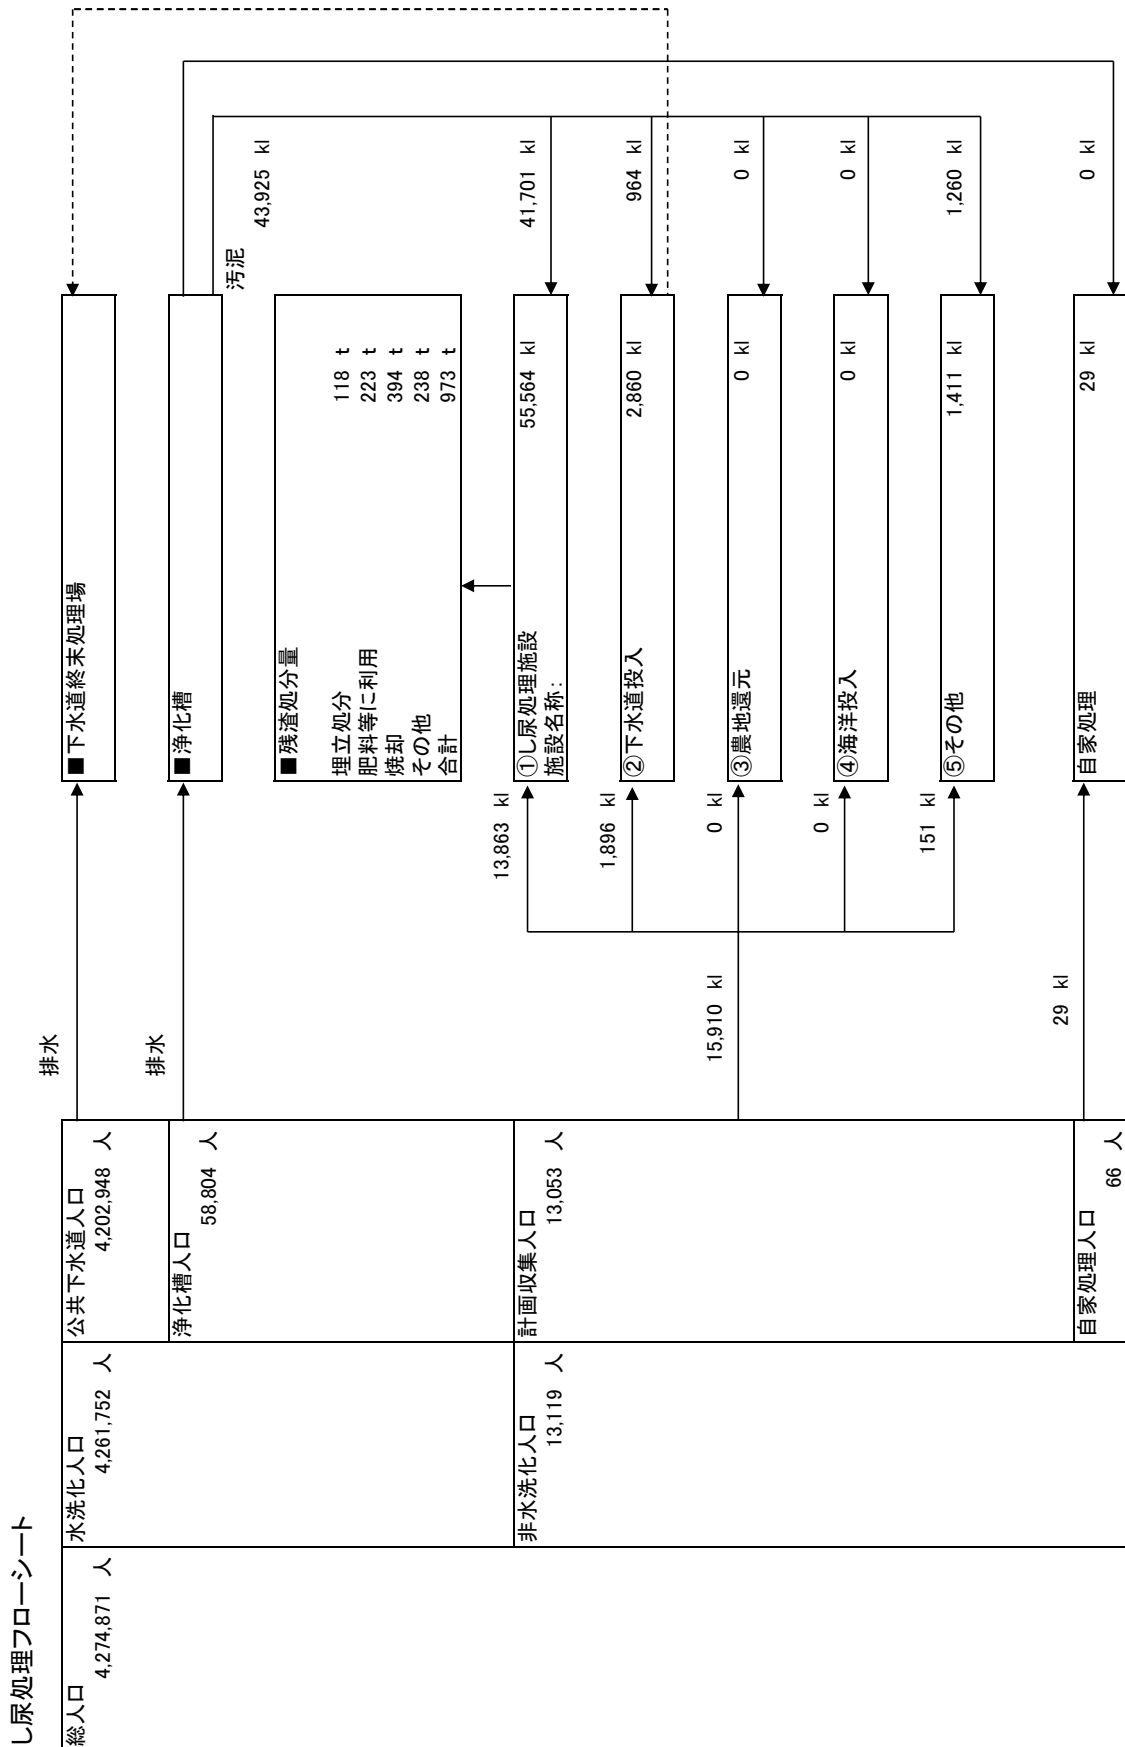 し尿処理フローシート
総人口
4,274,871 人
水洗化人口
4,261,752 人
公共下水道人口
4,202,948 人
排水
■下水道終末処理場
浄化槽人口
58,804 人
排水
■浄化槽
汚泥
43,925 kl
■残渣処分量
埋立処分 118 t
肥料等に利用 223 t
焼却 394 t
その他 238 t
合計 973 t
非水洗化人口
13,119 人
計画収集人口
13,053 人
15,910 kl
13,863 kl
①し尿処理施設 55,564 kl
施設名称:
41,701 kl
1,896 kl
②下水道投入 2,860 kl
964 kl
0 kl
③農地還元 0 kl
0 kl
0 kl
④海洋投入 0 kl
0 kl
151 kl
⑤その他 1,411 kl
1,260 kl
自家処理人口
66 人
29 kl
自家処理 29 kl
0 kl